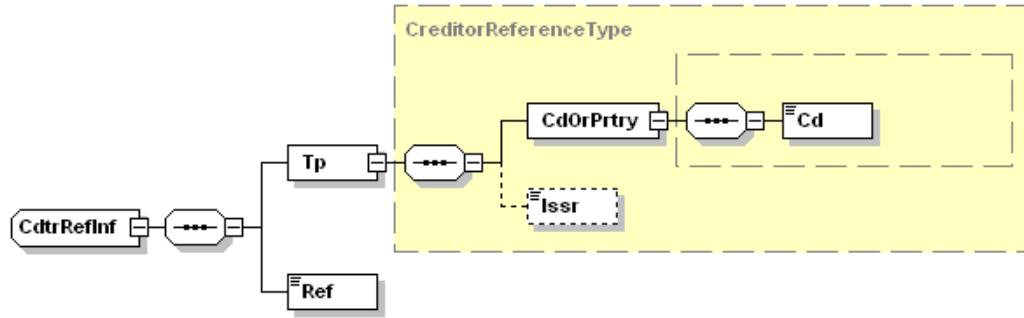 CreditorReferenceType
CdOrPrtry
Cd
Tp
Issr
CdtrRefInf
Ref